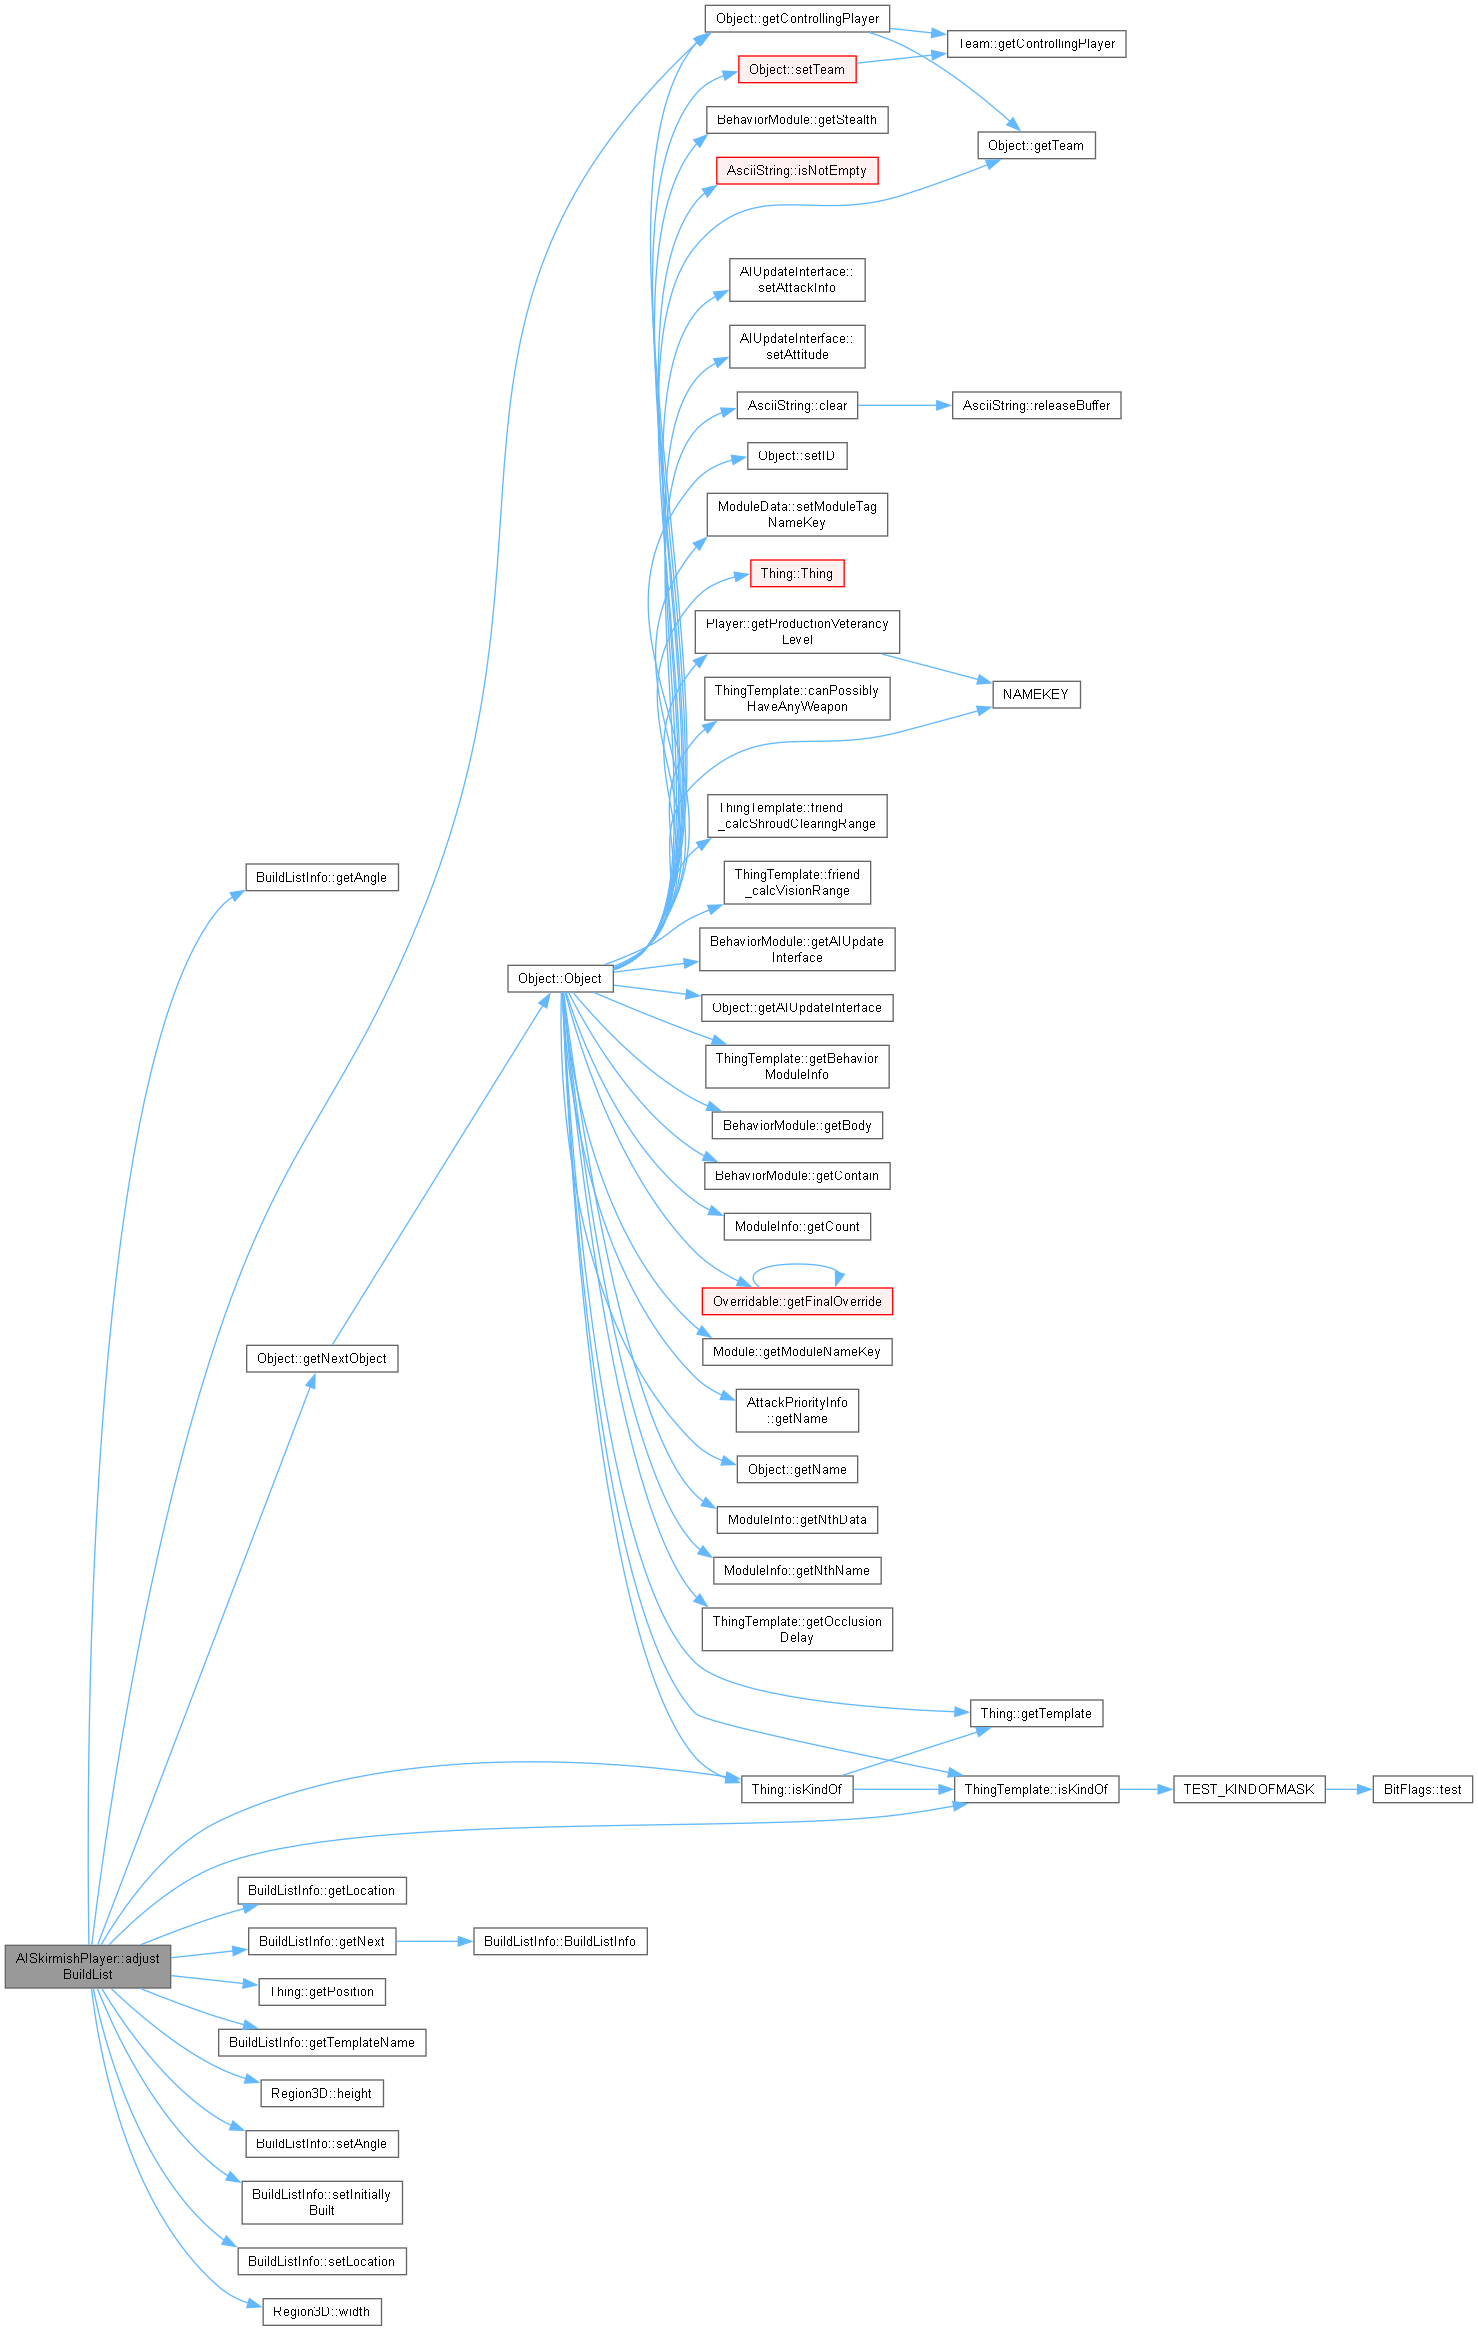 Object::getControllingPlayer
Team::getControllingPlayer
Object::setTeam
BehaviorModule::getStealth
Object::getTeam
AsciiString::isNotEmpty
AIUpdateInterface::
setAttackInfo
AIUpdateInterface::
setAttitude
AsciiString::clear
AsciiString::releaseBuffer
Object::setID
ModuleData::setModuleTag
NameKey
Thing::Thing
Player::getProductionVeterancy
Level
NAMEKEY
ThingTemplate::canPossibly
HaveAnyWeapon
ThingTemplate::friend
_calcShroudClearingRange
BuildListInfo::getAngle
ThingTemplate::friend
_calcVisionRange
BehaviorModule::getAIUpdate
Interface
Object::Object
Object::getAIUpdateInterface
ThingTemplate::getBehavior
ModuleInfo
BehaviorModule::getBody
BehaviorModule::getContain
ModuleInfo::getCount
Overridable::getFinalOverride
Object::getNextObject
Module::getModuleNameKey
AttackPriorityInfo
::getName
Object::getName
ModuleInfo::getNthData
ModuleInfo::getNthName
ThingTemplate::getOcclusion
Delay
Thing::getTemplate
Thing::isKindOf
ThingTemplate::isKindOf
TEST_KINDOFMASK
BitFlags::test
BuildListInfo::getLocation
AISkirmishPlayer::adjust
BuildList
BuildListInfo::getNext
BuildListInfo::BuildListInfo
Thing::getPosition
BuildListInfo::getTemplateName
Region3D::height
BuildListInfo::setAngle
BuildListInfo::setInitially
Built
BuildListInfo::setLocation
Region3D::width